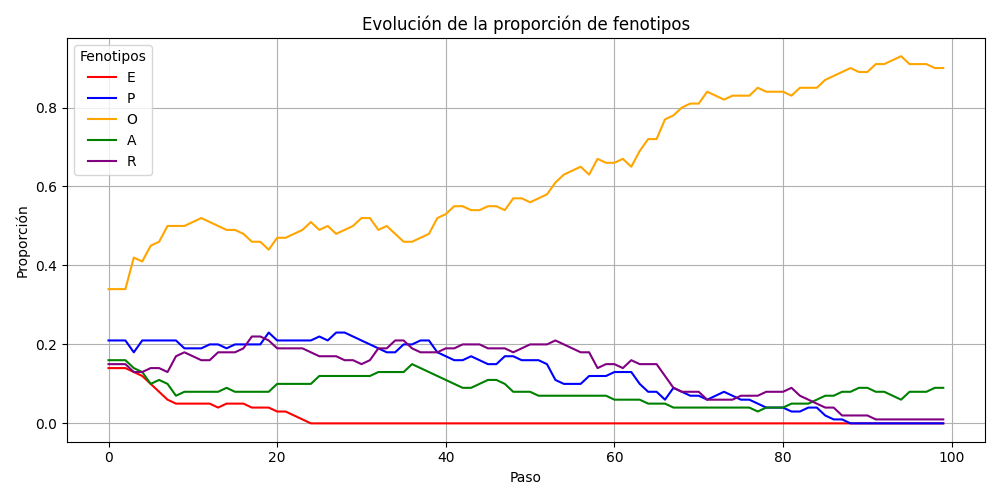 Evolución de la proporción de fenotipos
Fenotipos
E
P
O
A
R
Proporción
0.8
0.6
0.4
0.2
0.0
0 20 40 60 80 100
Paso